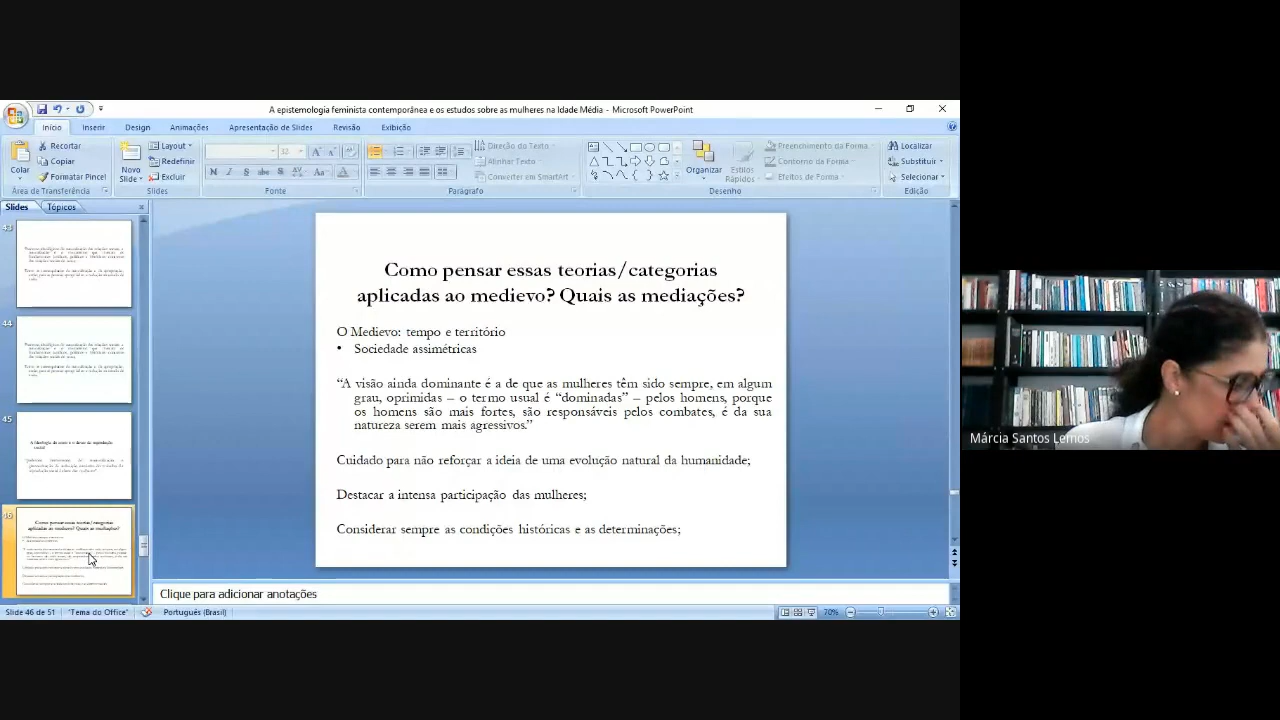 A epistemologia feminista contemporânea e os estudos sobre as mulheres na Idade Média - Microsoft PowerPoint
Início Inserir Design Animações Apresentação de Slides Revisão Exibição
Recortar
Copiar
Formatar Pincel
Colar
Área de Transferência
Novo
Slide
Layout
Redefinir
Excluir
Slides
32
Fonte
Direção do Texto
Alinhar Texto
Converter em SmartArt
Parágrafo
Organizar
Estilos
Rápidos
Preenchimento da Forma
Contorno da Forma
Efeitos de Forma
Desenho
Localizar
Substituir
Selecionar
Edição
Slides Tópicos
43
44
45
46
Como pensar essas teorias/categorias
aplicadas ao medievo? Quais as mediações?
O Medievo: tempo e território
• Sociedade assimétricas
“A visão ainda dominante é a de que as mulheres têm sido sempre, em algum
grau, oprimidas – o termo usual é “dominadas” – pelos homens, porque
os homens são mais fortes, são responsáveis pelos combates, é da sua
natureza serem mais agressivos.”
Cuidado para não reforçar a ideia de uma evolução natural da humanidade;
Destacar a intensa participação das mulheres;
Considerar sempre as condições históricas e as determinações;
Clique para adicionar anotações
Slide 46 de 51 "Tema do Office" Português (Brasil) 70%
Márcia Santos Lemos